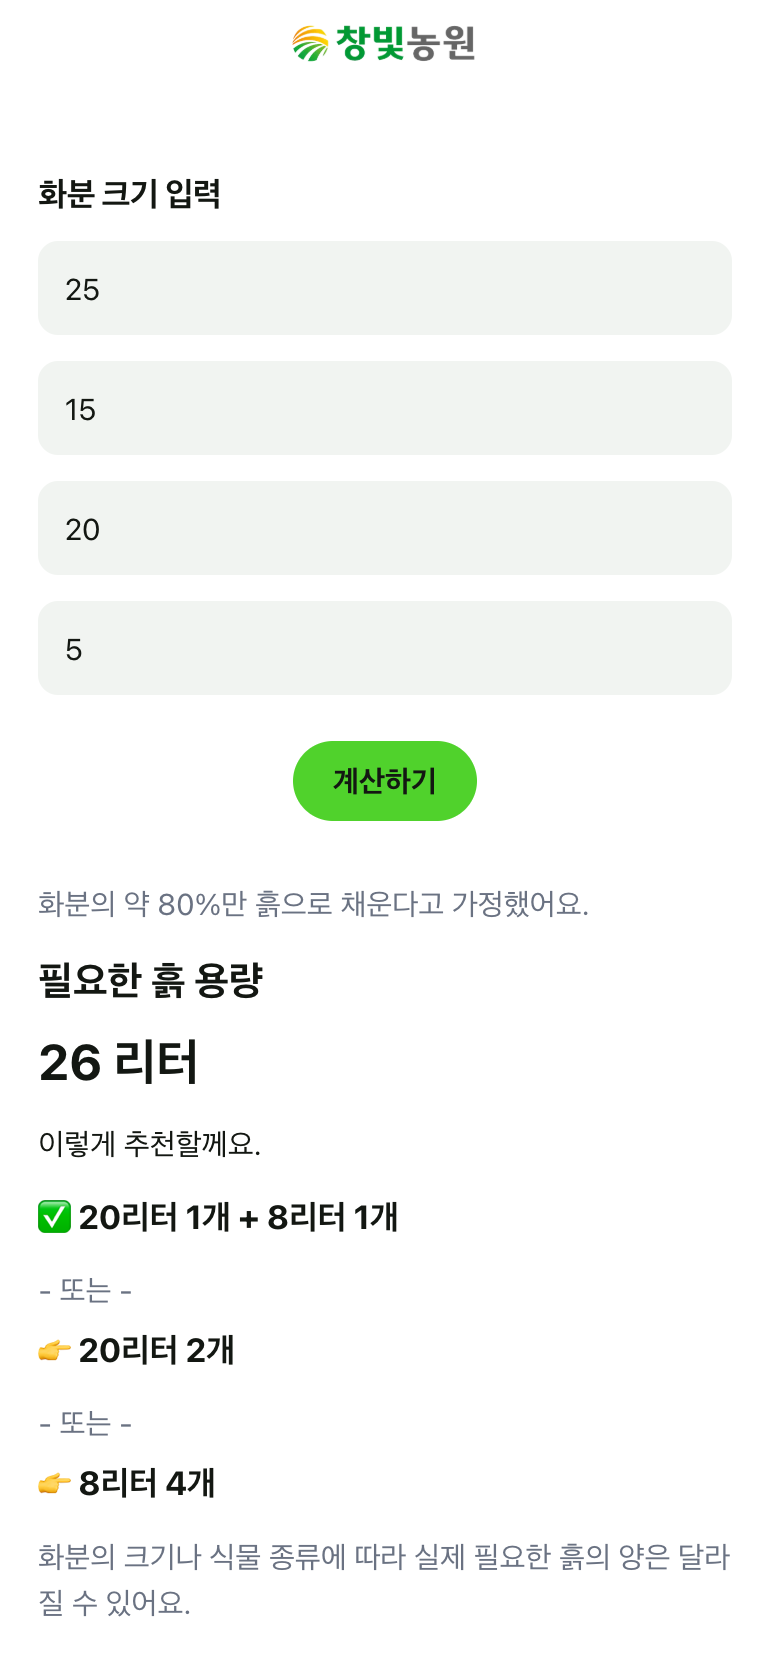 창빛농원
화분 크기 입력
25
15
20
5
계산하기
화분의 약 80%만 흙으로 채운다고 가정했어요.
필요한 흙 용량
26 리터
이렇게 추천할께요.
✅ 20리터 1개 + 8리터 1개
- 또는 -
👉 20리터 2개
- 또는 -
👉 8리터 4개
화분의 크기나 식물 종류에 따라 실제 필요한 흙의 양은 달라
질 수 있어요.